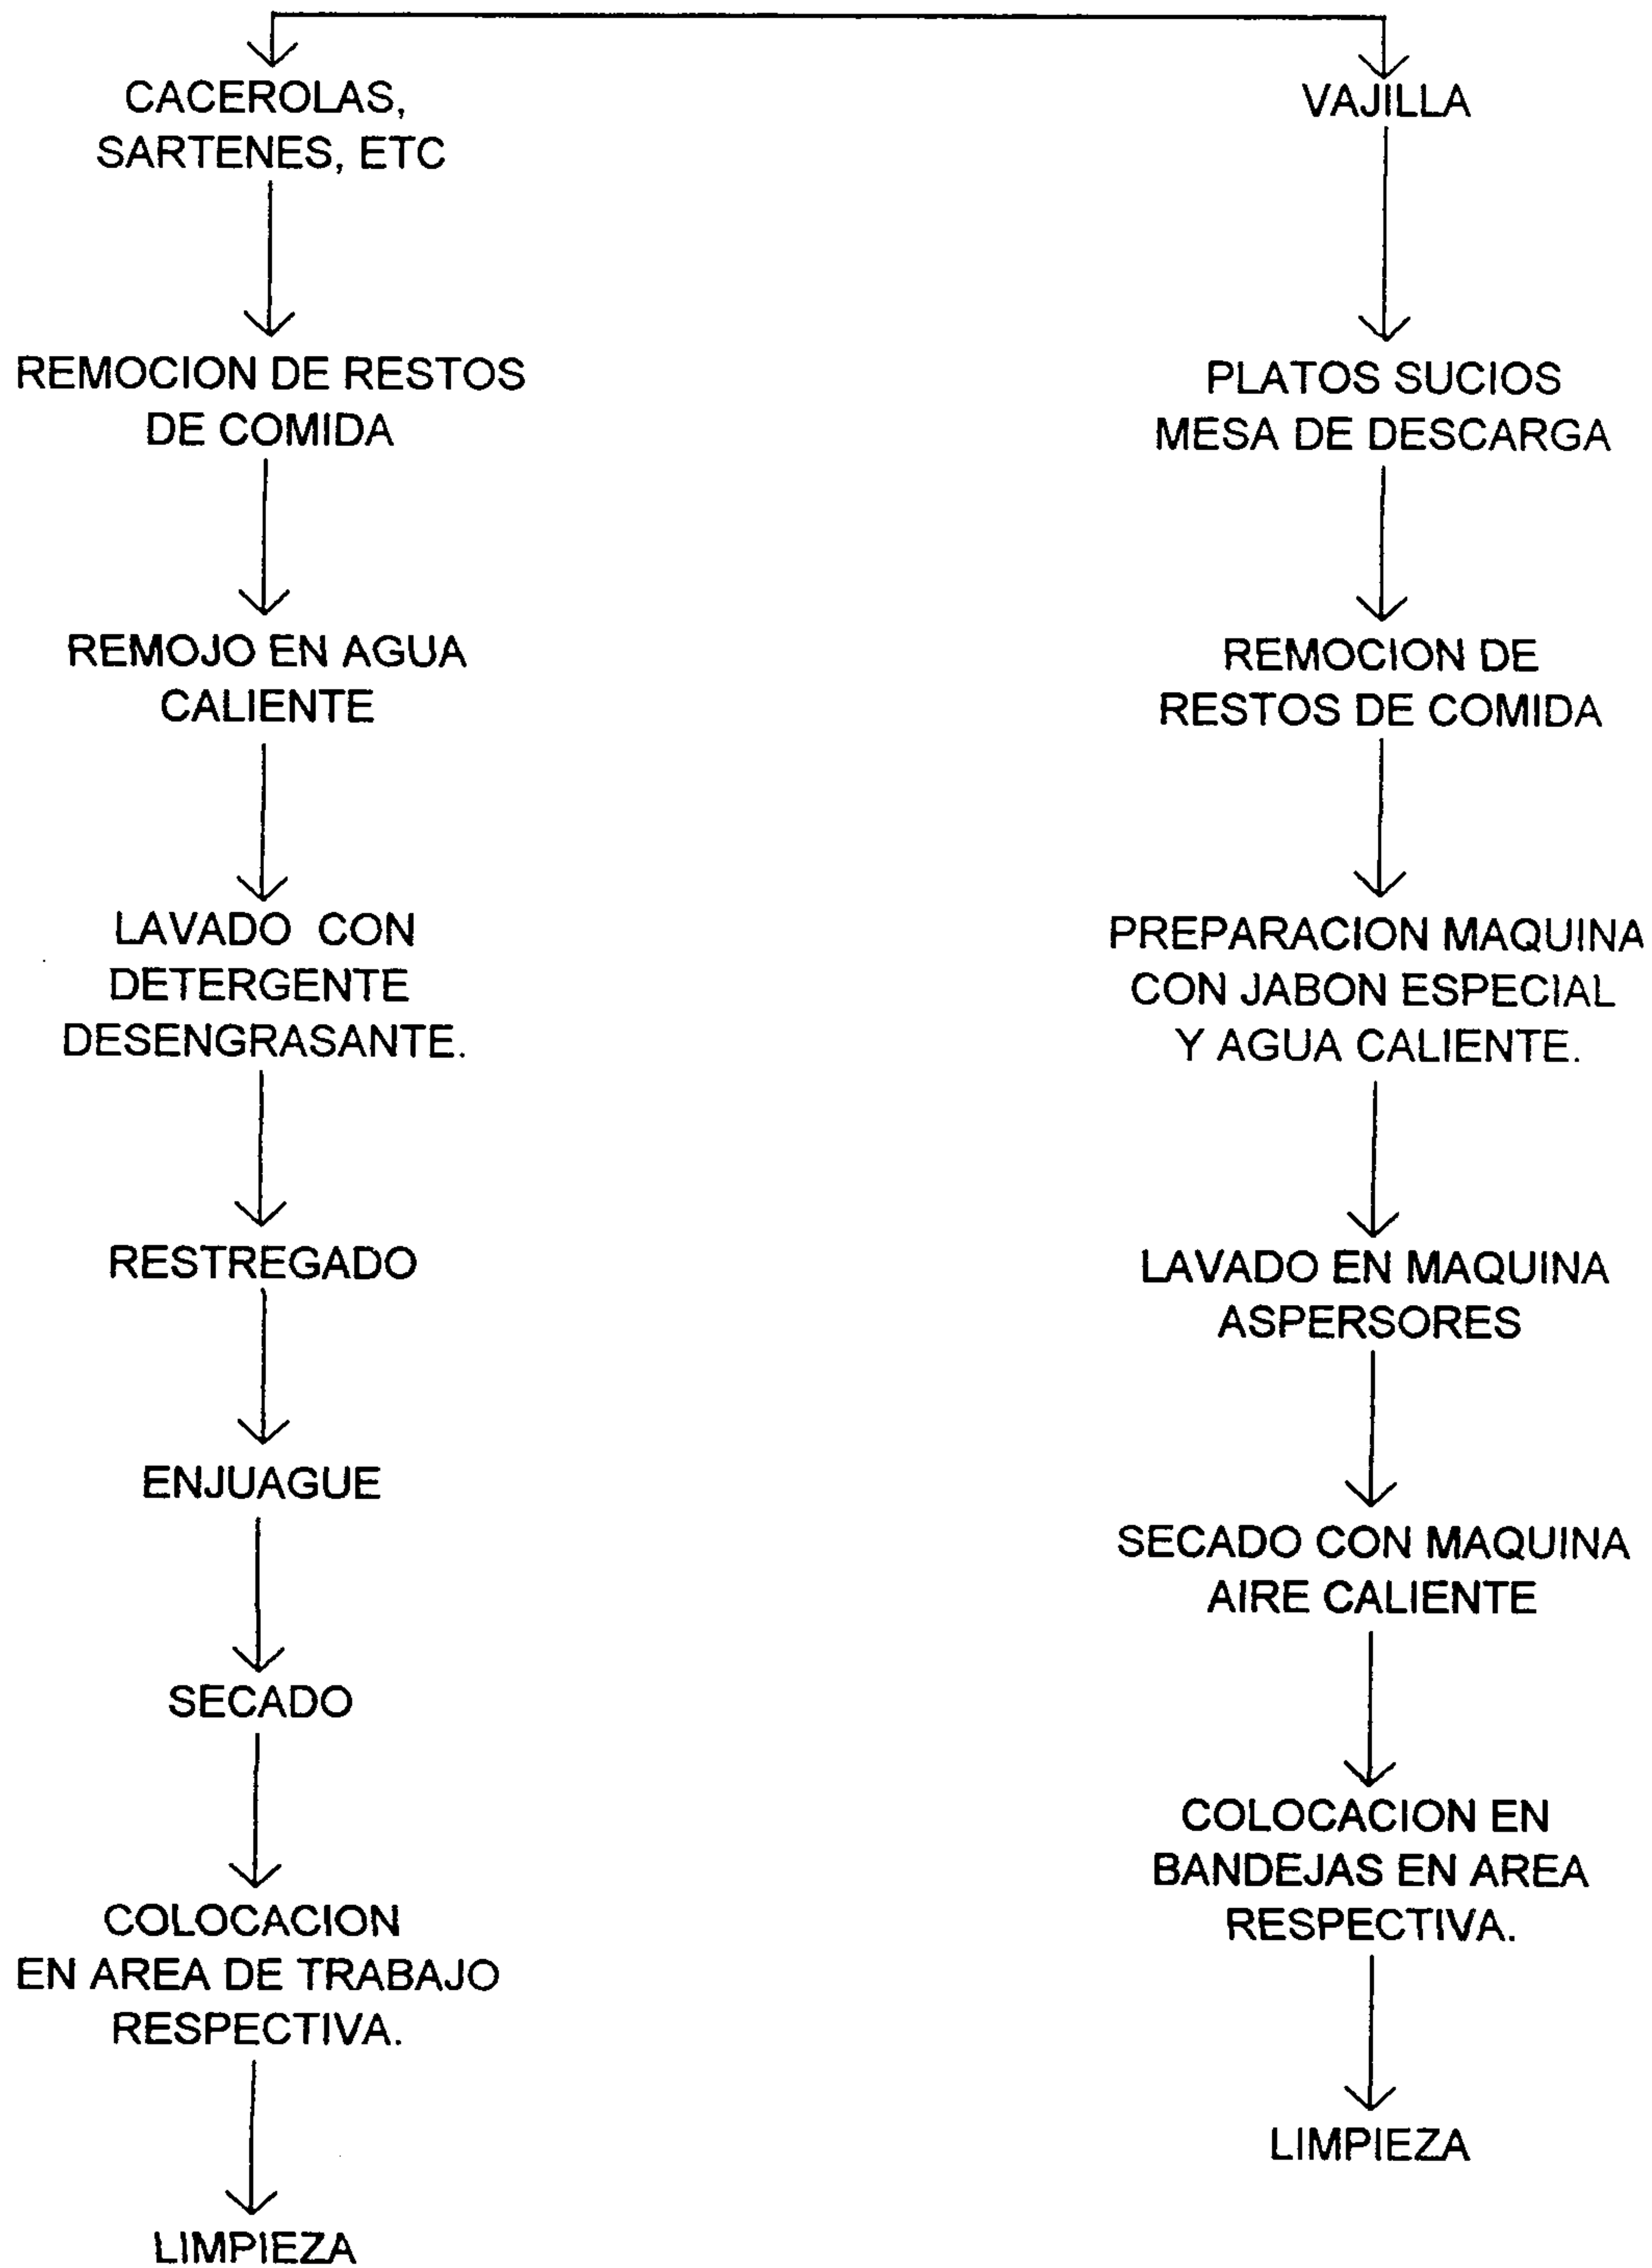 CACEROLAS,
SARTENES, ETC
REMOCION DE RESTOS
DE COMIDA
REMOJO EN AGUA
CALIENTE
LAVADO CON
DETERGENTE
DESENGRASANTE.
RESTREGADO
ENJUAGUE
SECADO
COLOCACION
EN AREA DE TRABAJO
RESPECTIVA.
LIMPIEZA
VAJILLA
PLATOS SUCIOS
MESA DE DESCARGA
REMOCION DE
RESTOS DE COMIDA
PREPARACION MAQUINA
CON JABON ESPECIAL
Y AGUA CALIENTE.
LAVADO EN MAQUINA
ASPERSORES
SECADO CON MAQUINA
AIRE CALIENTE
COLOCACION EN
BANDEJAS EN AREA
RESPECTIVA.
LIMPIEZA